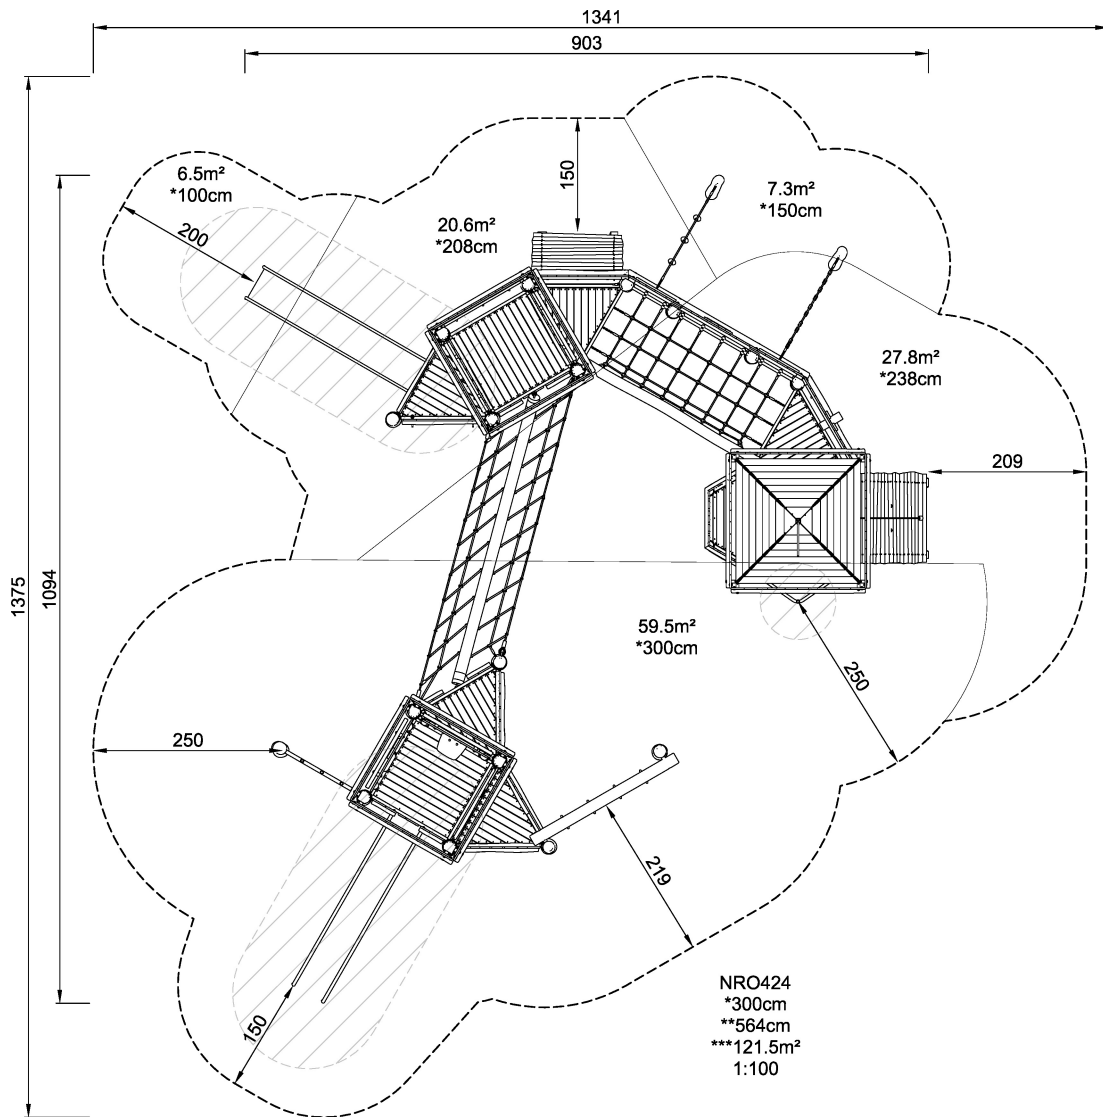 1341
903
6.5m²
*100cm
200
150
20.6m²
*208cm
7.3m²
*150cm
27.8m²
*238cm
209
1375
1094
59.5m²
*300cm
250
250
219
150
NRO424
*300cm
**564cm
***121.5m²
1:100